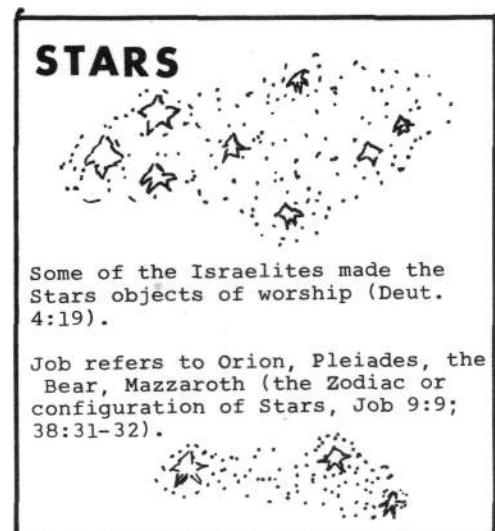 STARS
Some of the Israelites made the
Stars objects of worship (Deut.
4:19).
Job refers to Orion, Pleiades, the
Bear, Mazzaroth (the Zodiac or
configuration of Stars, Job 9:9;
38:31-32).